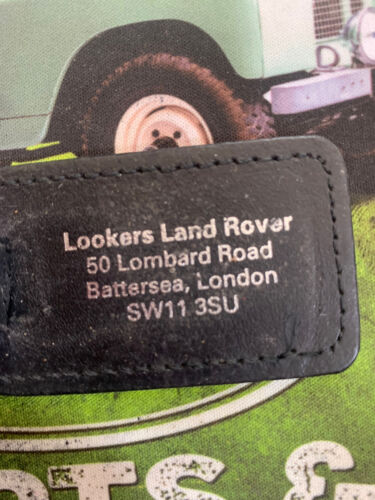 Lookers Land Rover
50 Lombard Road
Battersea, London
SW11 3SU